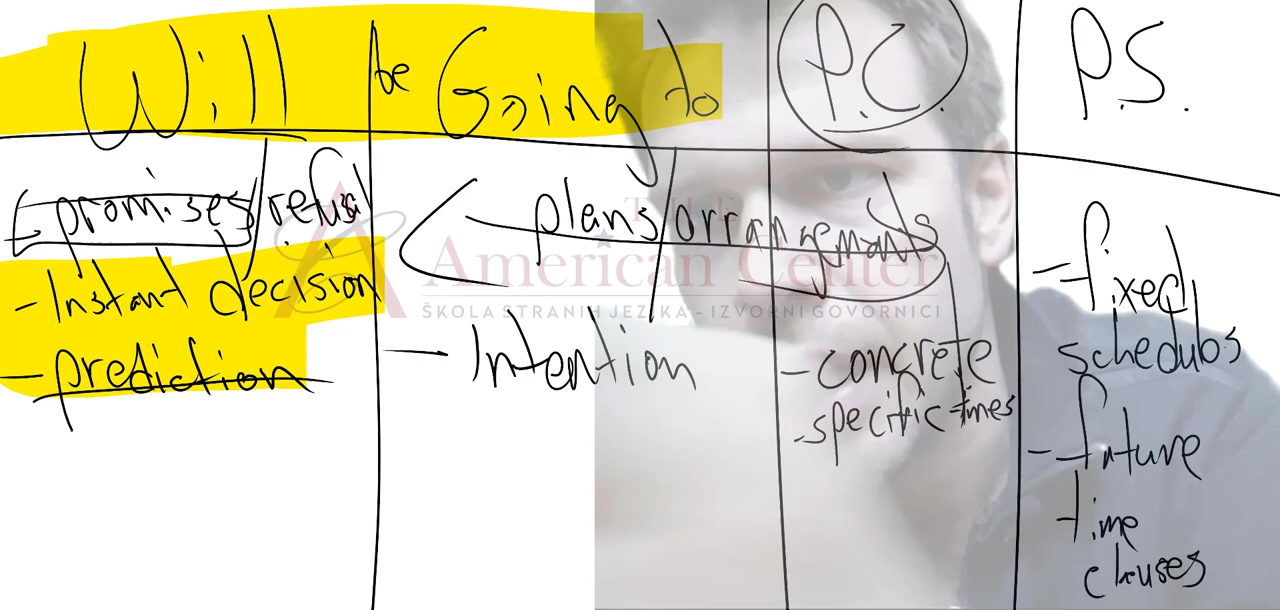 Will
be Going to
P.C.
P.S.
promises/refusal
- Instant decision
- prediction
plans/arrangements
- Intention
- concrete
- specific times
- fixed
schedules
- future
time
clauses
THE
American Center
ŠKOLA STRANIH JEZIKA - IZVORNI GOVORNICI